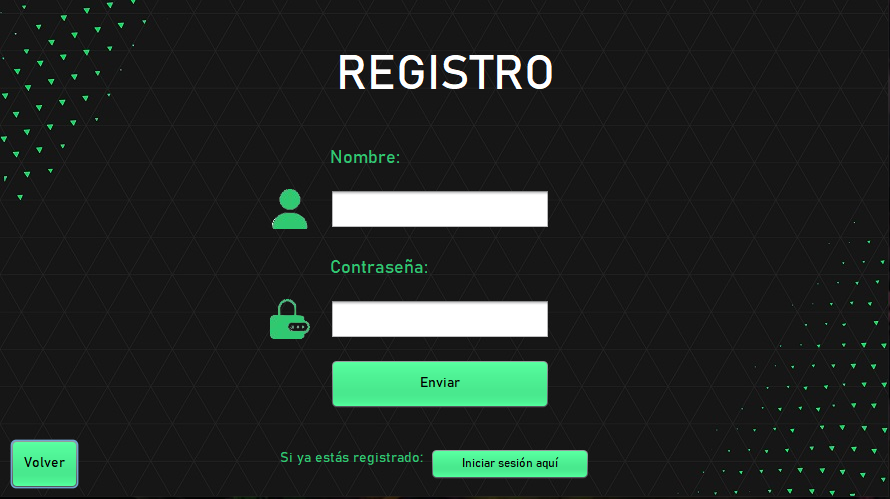 REGISTRO
Nombre:
Contraseña:
Enviar
Si ya estás registrado: Iniciar sesión aquí
Volver